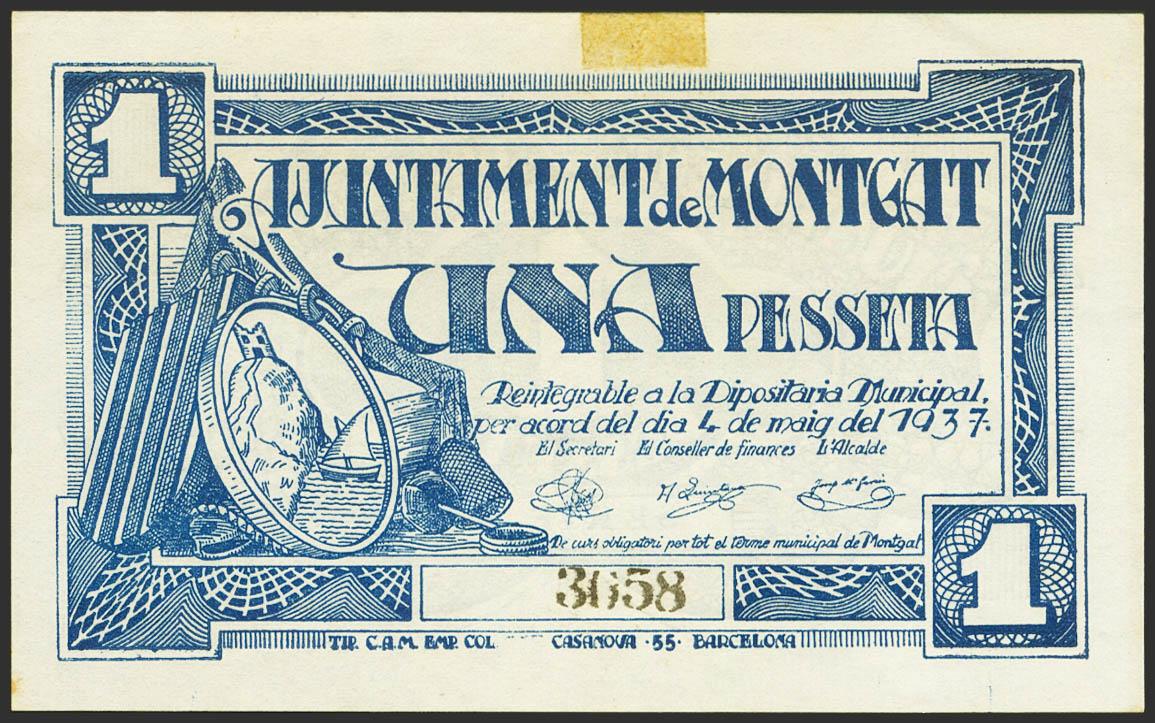 1
AJUNTAMENT de MONTGAT
UNA PESSETA
Reintegrable a la Dipositaria Municipal,
per acord del dia 4 de maig del 1937.
El Secretari El Conseller de finances L'Alcalde
De curs obligatori per tot el terme municipal de Montgat
3658
1
TIP. C.A.M. EMP. COL. CASANOVA · 55 · BARCELONA